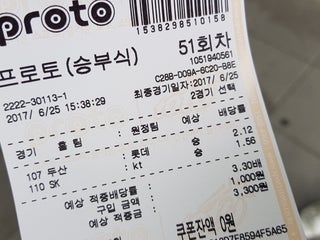 proto
1538298510158
프로토(승부식) 51회차
1051940561
2222-30113-1 C28B-D09A-6C20-B8EC
2017/ 6/25 15:38:29 최종경기일자:2017/ 6/25
2경기 선택
경기 홈팀 : 원정팀 예상 배당률
107 두산 : 롯데 승 2.12
110 SK : kt 승 1.56
예상 적중배당률 3.30배
구입 금액: 1,000원
예상 적중금: 3,300원
쿠폰잔액 0원